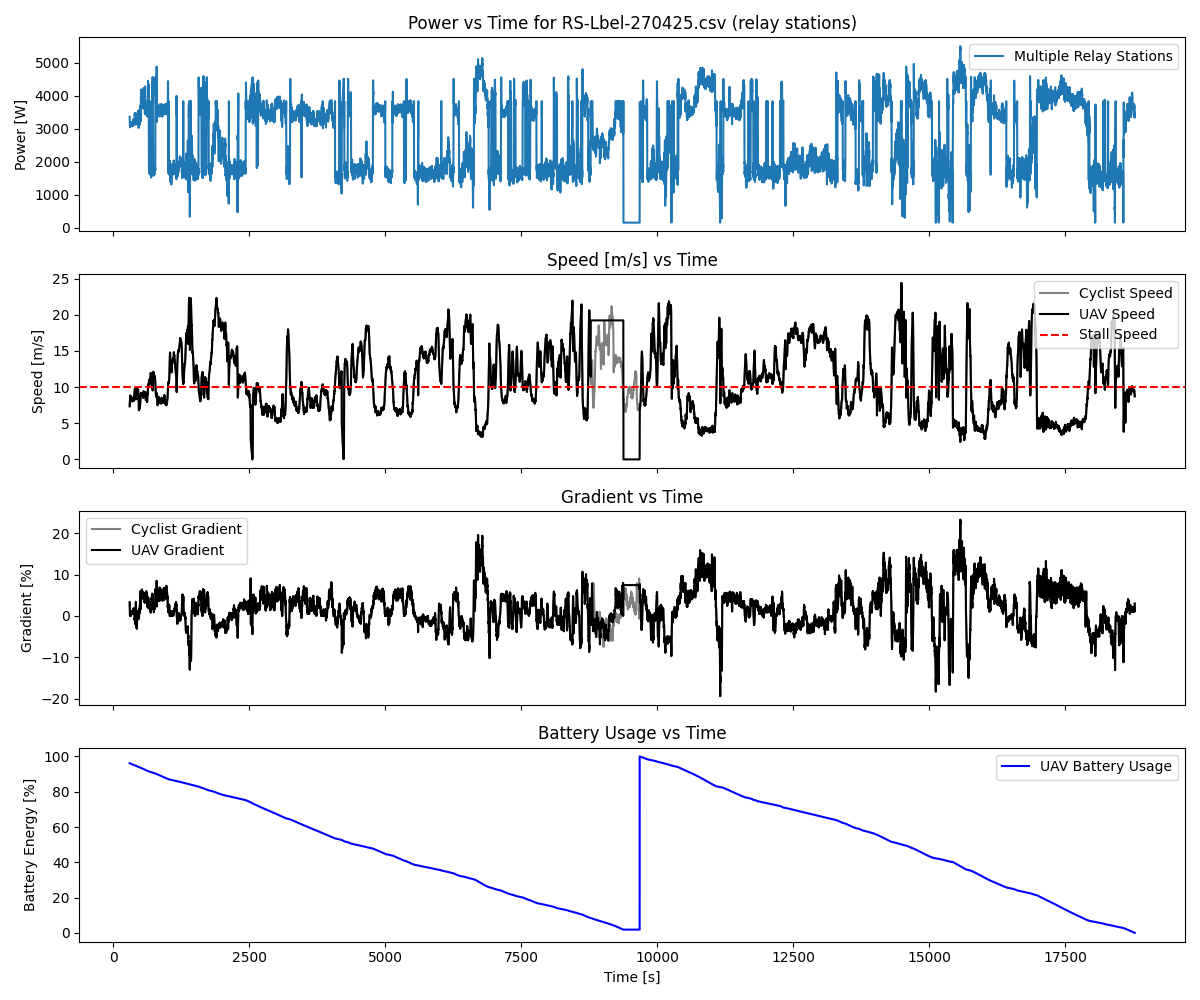 Power vs Time for RS-Lbel-270425.csv (relay stations)
Power [W]
5000
4000
3000
2000
1000
0
Multiple Relay Stations
Speed [m/s] vs Time
Speed [m/s]
25
20
15
10
5
0
Cyclist Speed
UAV Speed
Stall Speed
Gradient vs Time
Gradient [%]
20
10
0
−10
−20
Cyclist Gradient
UAV Gradient
Battery Usage vs Time
Battery Energy [%]
100
80
60
40
20
0
UAV Battery Usage
0 2500 5000 7500 10000 12500 15000 17500
Time [s]